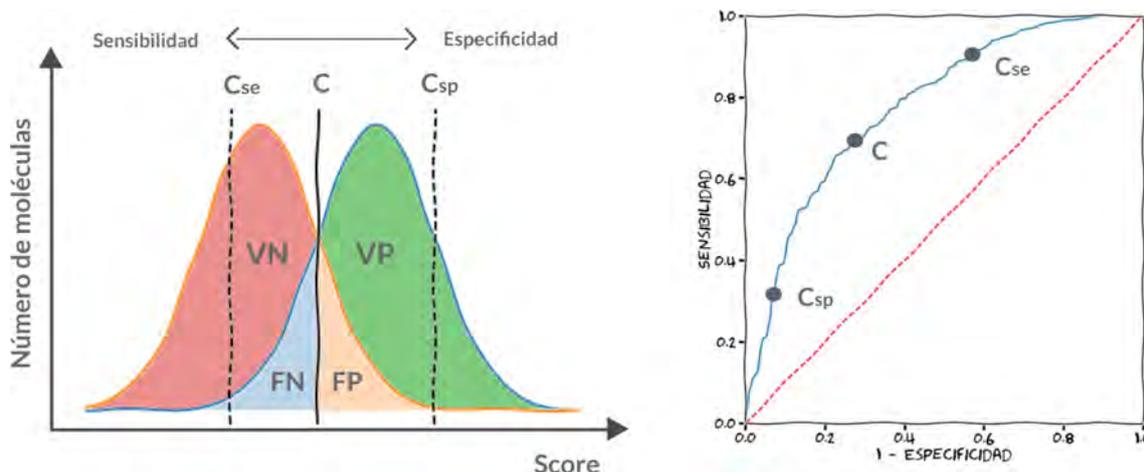 Sensibilidad
Especificidad
Cse
C
Csp
Número de moléculas
VN
VP
FN
FP
Score
1.0
0.8
0.6
0.4
0.2
0.0
SENSIBILIDAD
Cse
C
Csp
0.0
0.2
0.4
0.6
0.8
1.0
1 - ESPECIFICIDAD